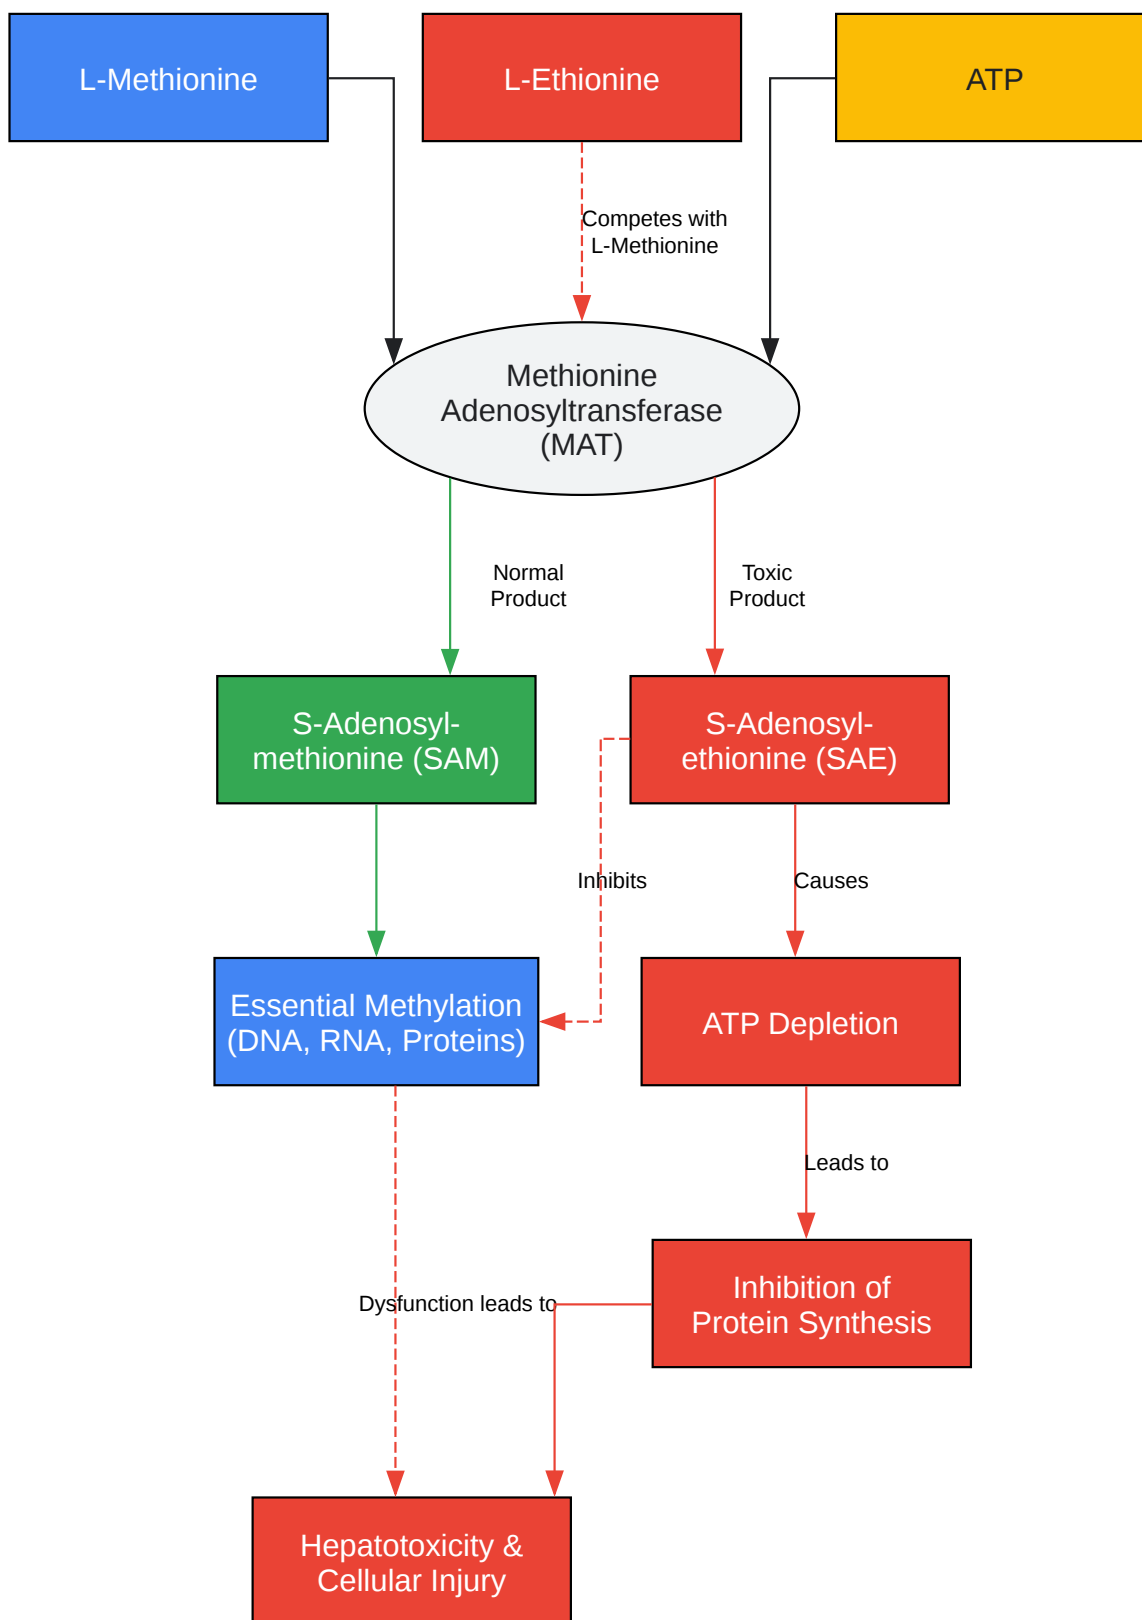 L-Methionine
L-Ethionine
ATP
Competes with
L-Methionine
Methionine
Adenosyltransferase
(MAT)
Normal
Product
Toxic
Product
S-Adenosyl-
methionine (SAM)
S-Adenosyl-
ethionine (SAE)
Inhibits
Causes
Essential Methylation
(DNA, RNA, Proteins)
ATP Depletion
Leads to
Inhibition of
Protein Synthesis
Dysfunction leads to
Hepatotoxicity &
Cellular Injury